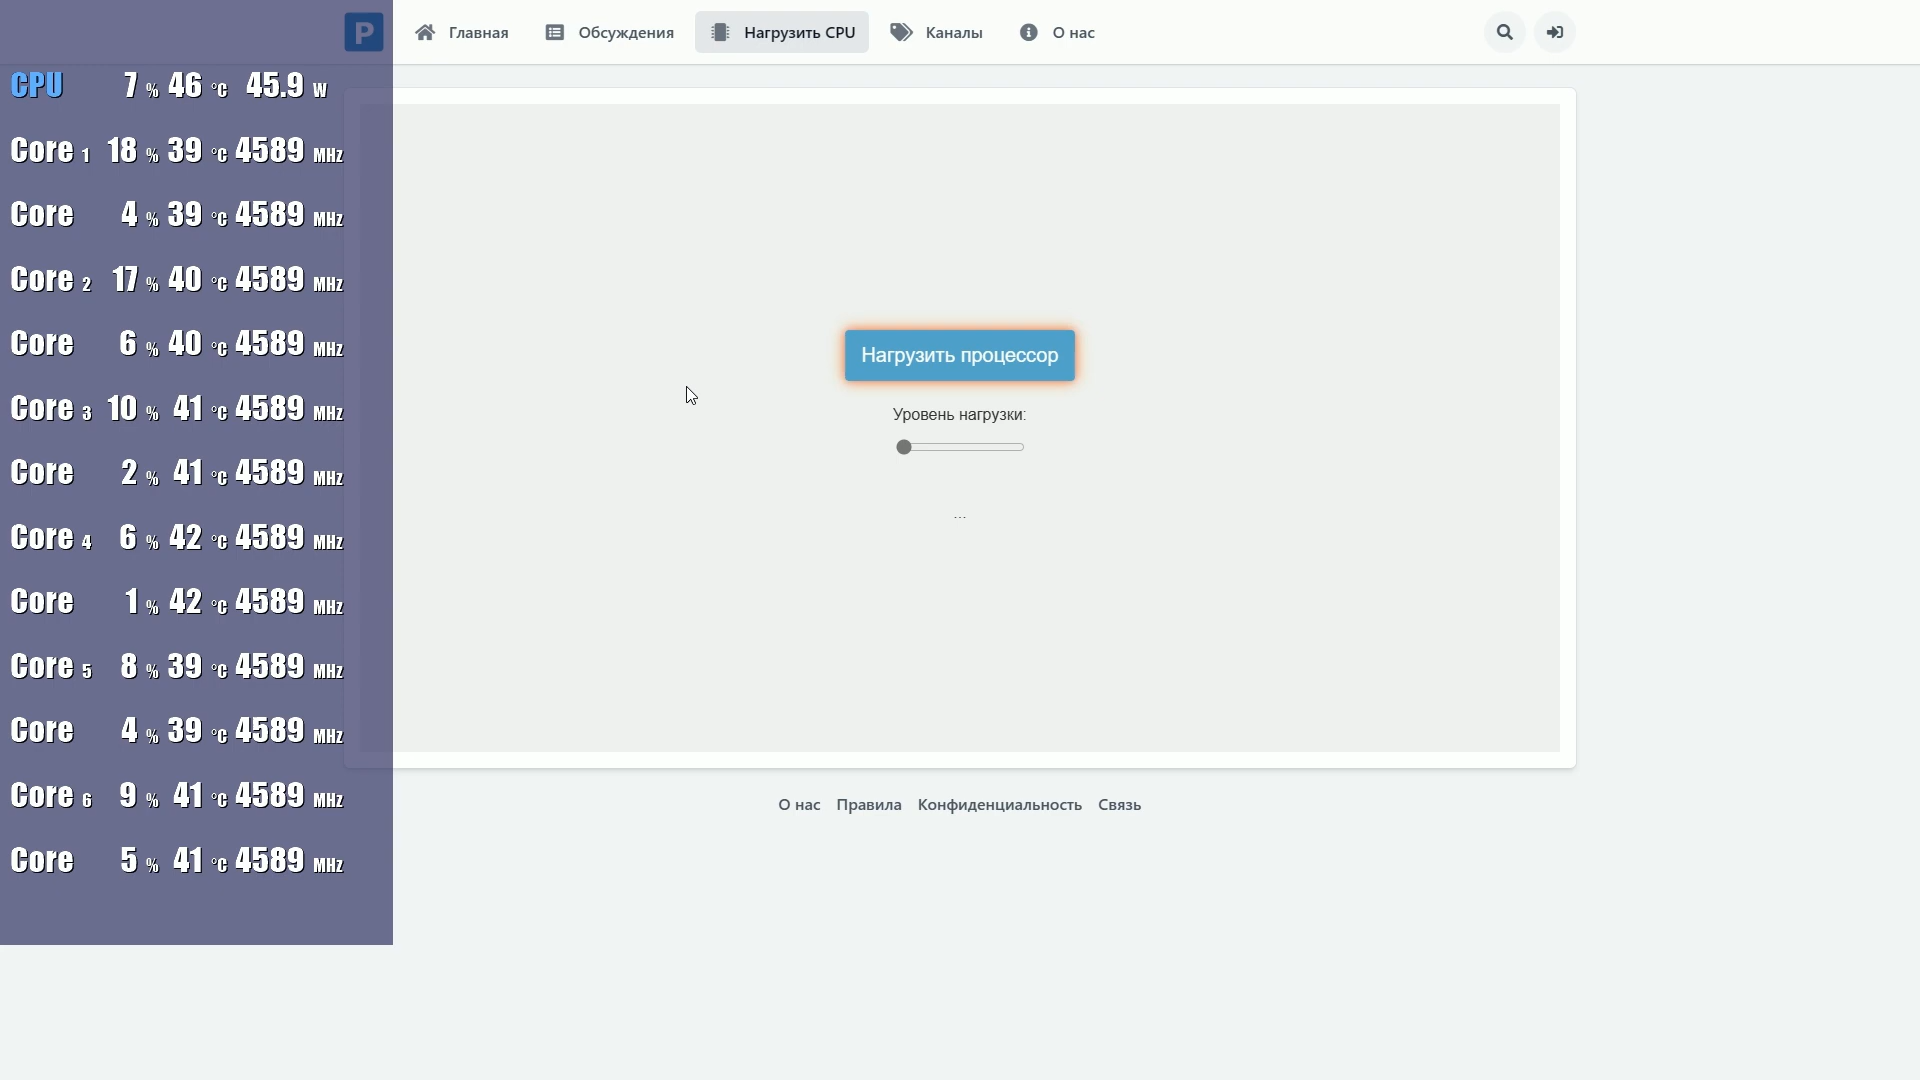 P Главная Обсуждения Нагрузить CPU Каналы О нас
CPU 7 % 46 °C 45.9 W
Core 1 18 % 39 °C 4589 MHz
Core 4 % 39 °C 4589 MHz
Core 2 17 % 40 °C 4589 MHz
Core 6 % 40 °C 4589 MHz
Core 3 10 % 41 °C 4589 MHz
Core 2 % 41 °C 4589 MHz
Core 4 6 % 42 °C 4589 MHz
Core 1 % 42 °C 4589 MHz
Core 5 8 % 39 °C 4589 MHz
Core 4 % 39 °C 4589 MHz
Core 6 9 % 41 °C 4589 MHz
Core 5 % 41 °C 4589 MHz
Нагрузить процессор
Уровень нагрузки:
...
О нас Правила Конфиденциальность Связь